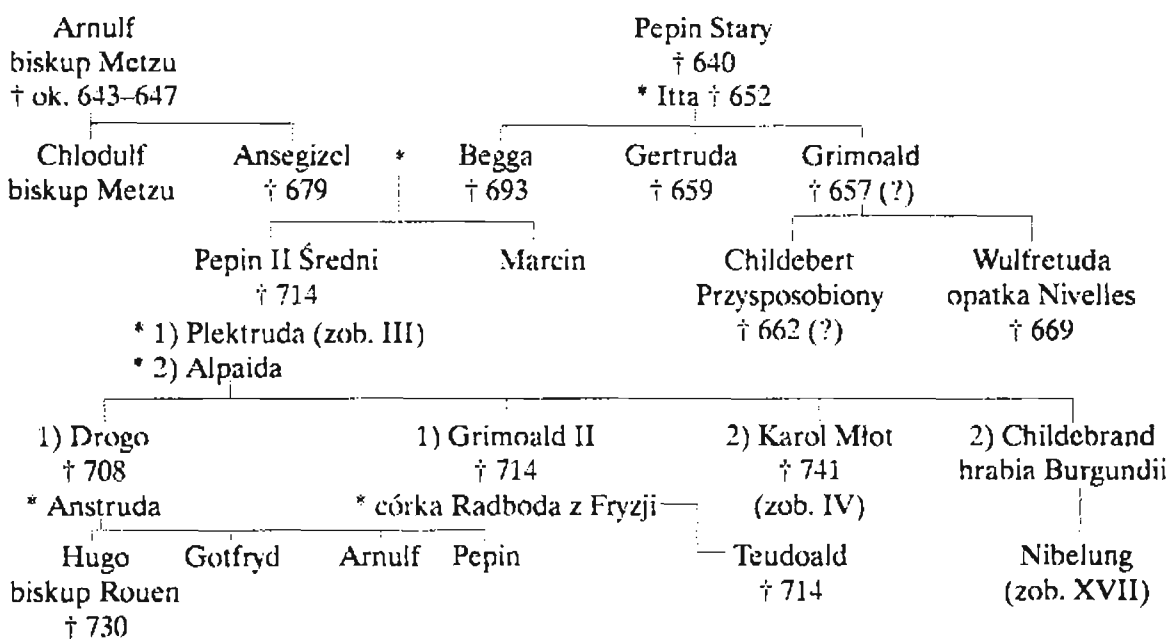 Arnulf
biskup Metzu
† ok. 643–647
Pepin Stary
† 640
* Itta † 652
Chlodulf
biskup Metzu
Ansegizel
† 679
*
Begga
† 693
Gertruda
† 659
Grimoald
† 657 (?)
Pepin II Średni
† 714
* 1) Plektruda (zob. III)
* 2) Alpaida
Marcin
Childebert
Przysposobiony
† 662 (?)
Wulfretuda
opatka Nivelles
† 669
1) Drogo
† 708
* Anstruda
1) Grimoald II
† 714
* córka Radboda z Fryzji
2) Karol Młot
† 741
(zob. IV)
2) Childebrand
hrabia Burgundii
Hugo
biskup Rouen
† 730
Gotfryd
Arnulf
Pepin
Teudoald
† 714
Nibelung
(zob. XVII)